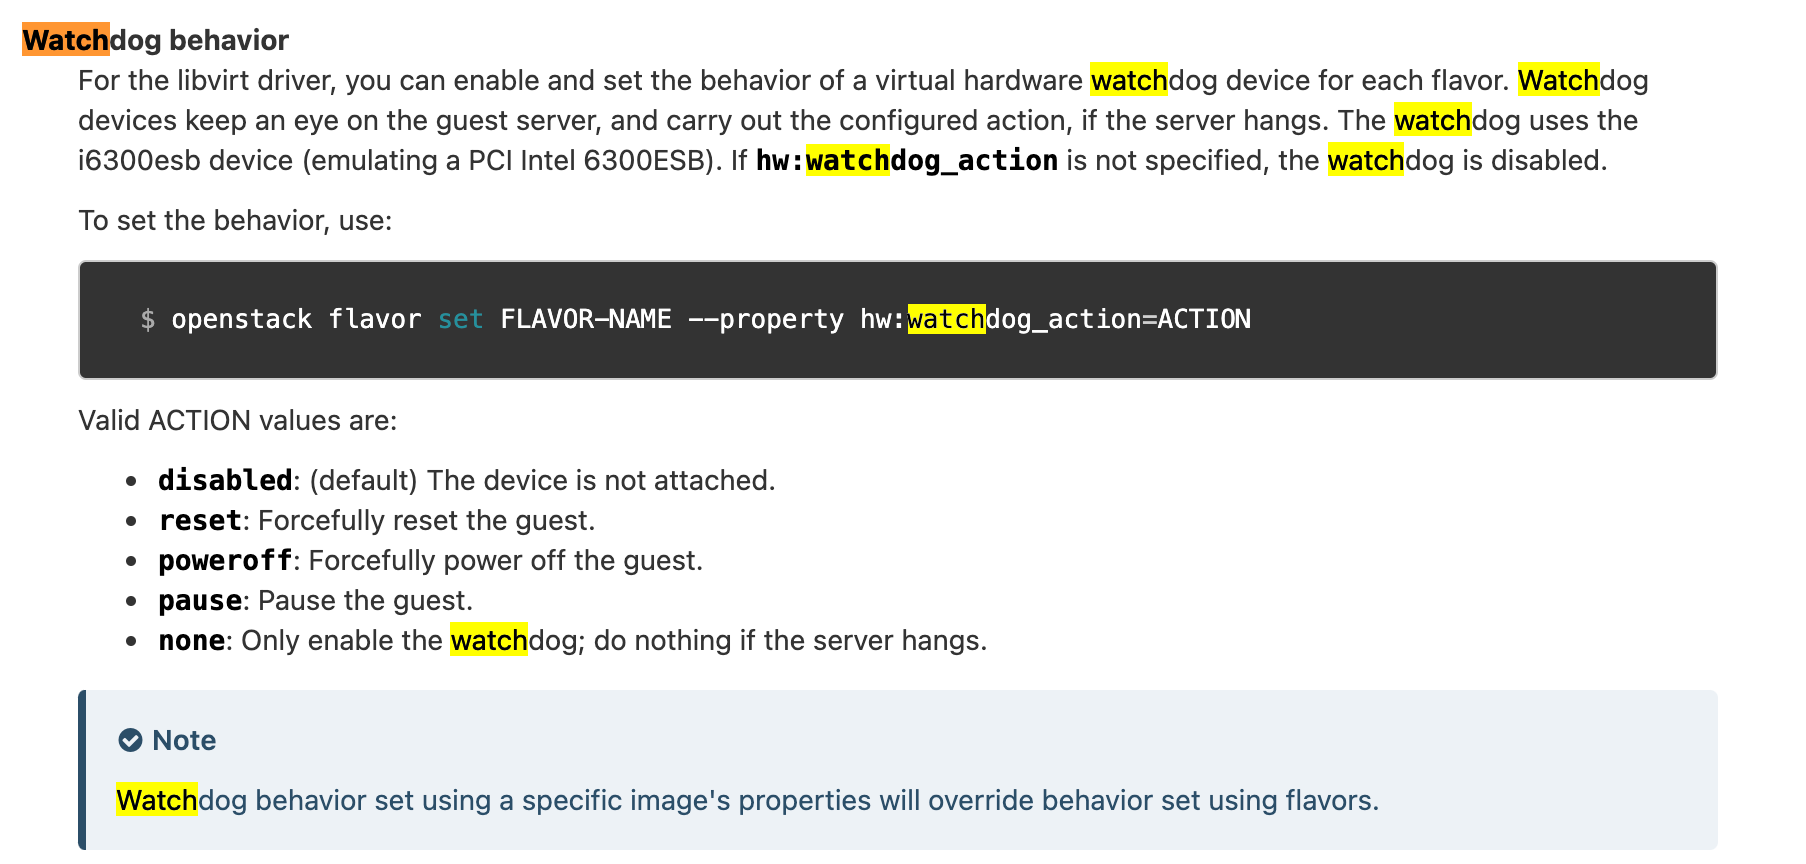 Watchdog behavior
For the libvirt driver, you can enable and set the behavior of a virtual hardware watchdog device for each flavor. Watchdog
devices keep an eye on the guest server, and carry out the configured action, if the server hangs. The watchdog uses the
i6300esb device (emulating a PCI Intel 6300ESB). If hw:watchdog_action is not specified, the watchdog is disabled.
To set the behavior, use:
$ openstack flavor set FLAVOR-NAME --property hw:watchdog_action=ACTION
Valid ACTION values are:
• disabled: (default) The device is not attached.
• reset: Forcefully reset the guest.
• poweroff: Forcefully power off the guest.
• pause: Pause the guest.
• none: Only enable the watchdog; do nothing if the server hangs.
Note
Watchdog behavior set using a specific image's properties will override behavior set using flavors.